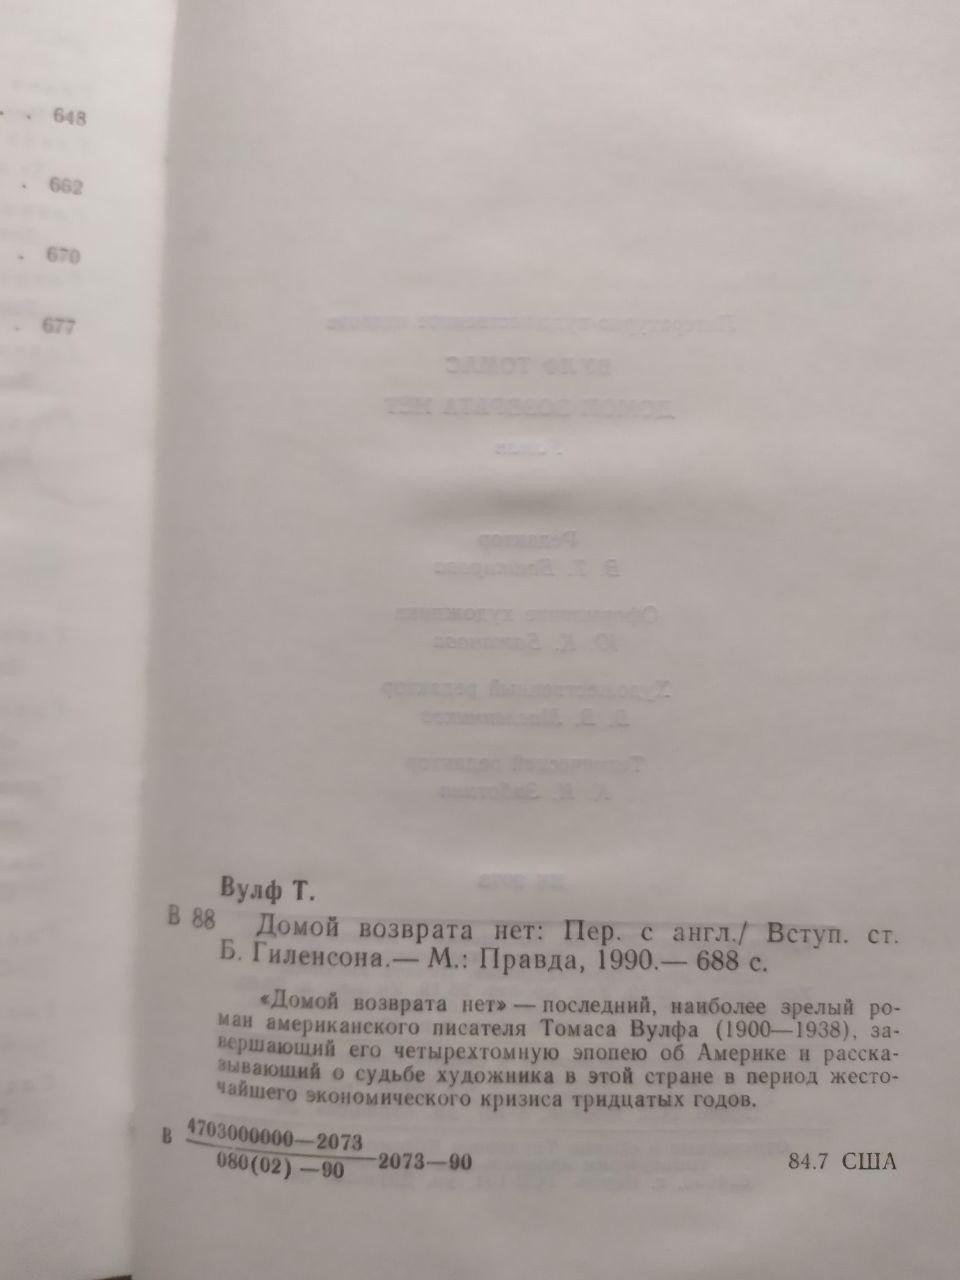 . . 648
. 662
. 670
. 677
Вулф Т.
В 88 Домой возврата нет: Пер. с англ./ Вступ. ст.
Б. Гиленсона.— М.: Правда, 1990.— 688 с.
«Домой возврата нет» — последний, наиболее зрелый ро-
ман американского писателя Томаса Вулфа (1900—1938), за-
вершающий его четырехтомную эпопею об Америке и расска-
зывающий о судьбе художника в этой стране в период жесто-
чайшего экономического кризиса тридцатых годов.
В 4703000000—2073
080(02)—90 2073—90 84.7 США